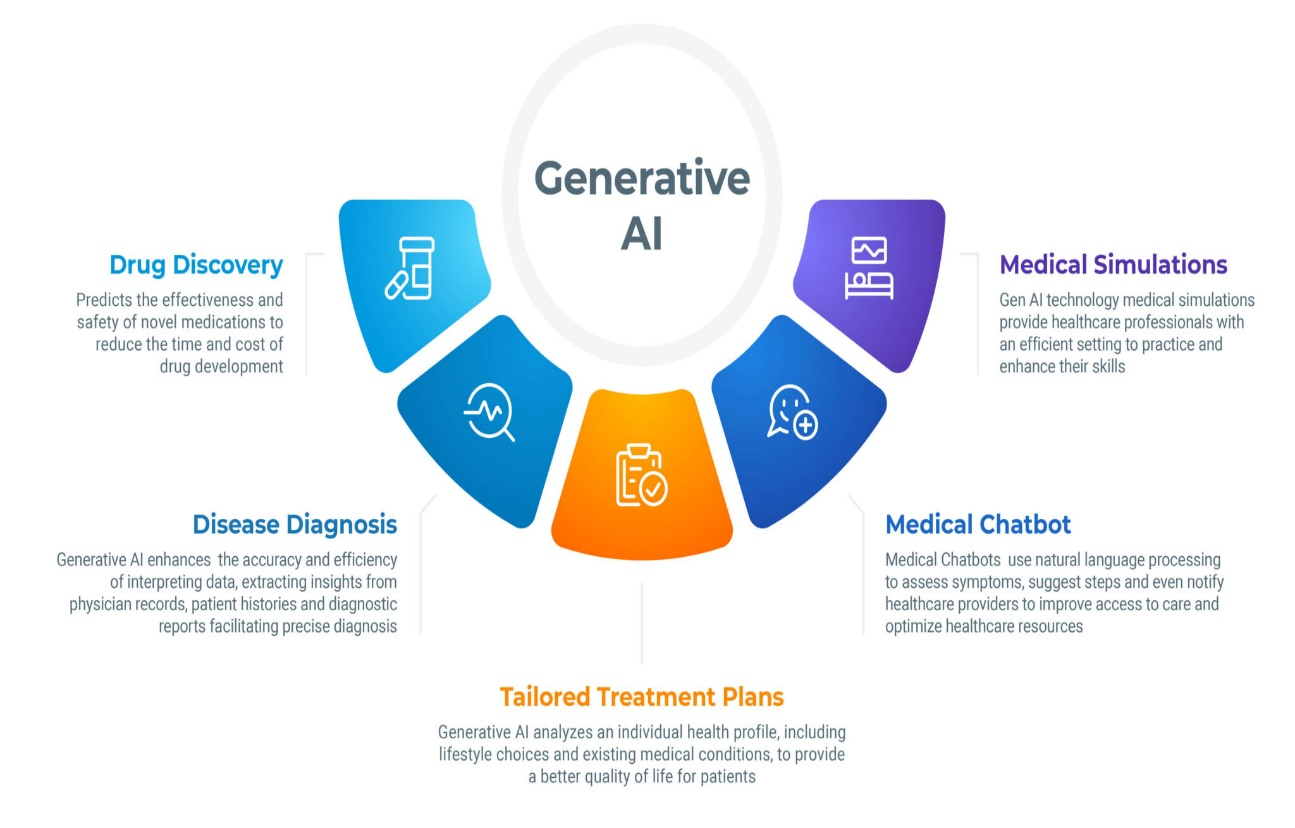 Generative
AI
Drug Discovery
Predicts the effectiveness and
safety of novel medications to
reduce the time and cost of
drug development
Medical Simulations
Gen AI technology medical simulations
provide healthcare professionals with
an efficient setting to practice and
enhance their skills
Disease Diagnosis
Generative AI enhances  the accuracy and efficiency
of interpreting data, extracting insights from
physician records, patient histories and diagnostic
reports facilitating precise diagnosis
Medical Chatbot
Medical Chatbots  use natural language processing
to assess symptoms, suggest steps and even notify
healthcare providers to improve access to care and
optimize healthcare resources
Tailored Treatment Plans
Generative AI analyzes an individual health profile, including
lifestyle choices and existing medical conditions, to provide
a better quality of life for patients